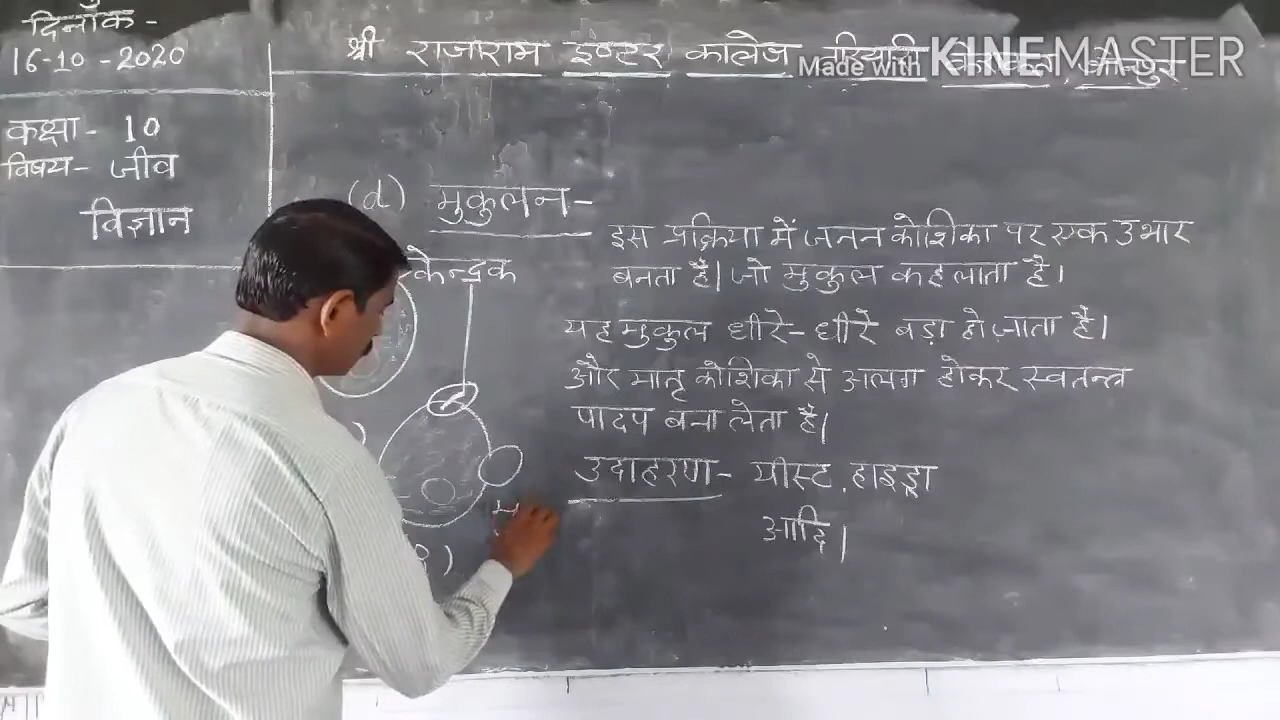 दिनाँक-
16-10-2020
श्री राजाराम इण्टर कालेज
Made with KINEMASTER
कक्षा- 10
विषय- जीव
विज्ञान
(d) मुकुलन-
केन्द्रक
इस प्रक्रिया में जनन कोशिका पर एक उभार
बनता है। जो मुकुल कहलाता है।
यह मुकुल धीरे-धीरे बड़ा हो जाता है।
और मातृ कोशिका से अलग होकर स्वतन्त्र
पादप बना लेता है।
उदाहरण- यीस्ट, हाइड्रा
आदि।